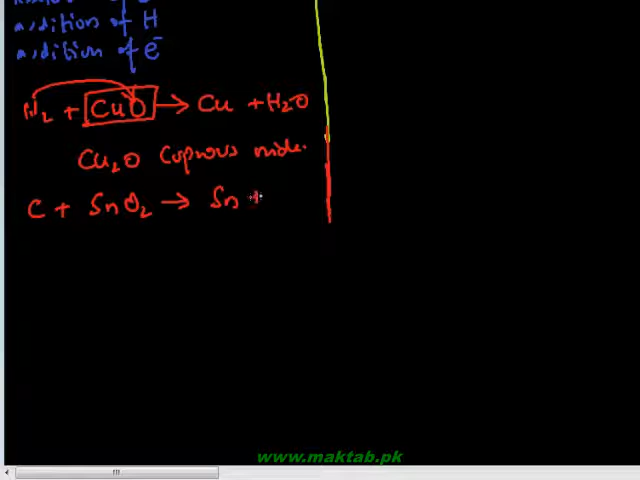 addition of H
addition of e⁻
H₂ + CuO → Cu + H₂O
Cu₂O Cuprous oxide.
C + SnO₂ → Sn +
www.maktab.pk